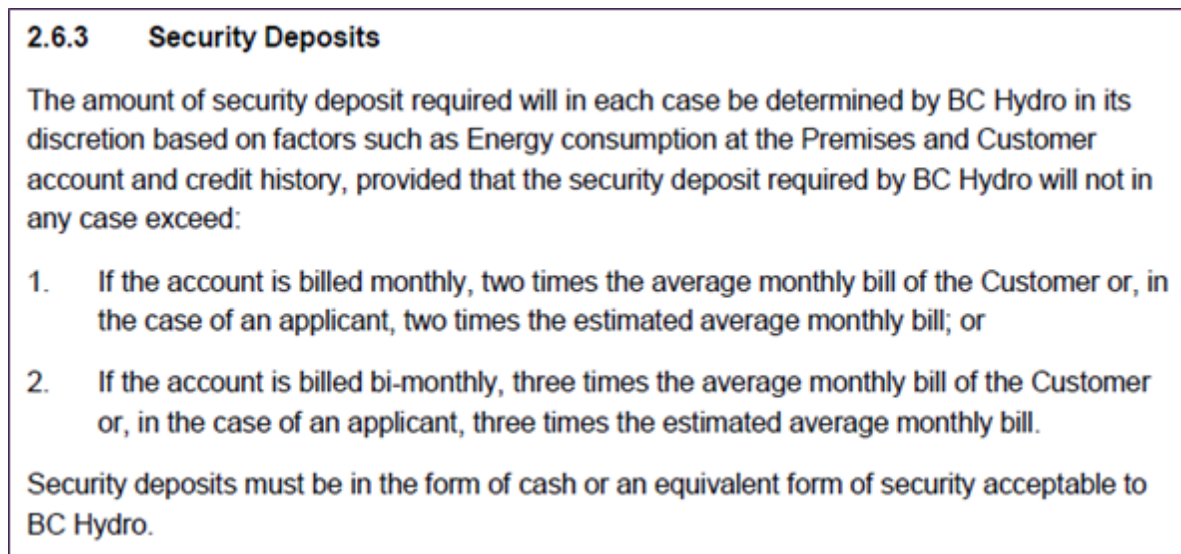 2.6.3 Security Deposits
The amount of security deposit required will in each case be determined by BC Hydro in its
discretion based on factors such as Energy consumption at the Premises and Customer
account and credit history, provided that the security deposit required by BC Hydro will not in
any case exceed:
1. If the account is billed monthly, two times the average monthly bill of the Customer or, in
the case of an applicant, two times the estimated average monthly bill; or
2. If the account is billed bi-monthly, three times the average monthly bill of the Customer
or, in the case of an applicant, three times the estimated average monthly bill.
Security deposits must be in the form of cash or an equivalent form of security acceptable to
BC Hydro.